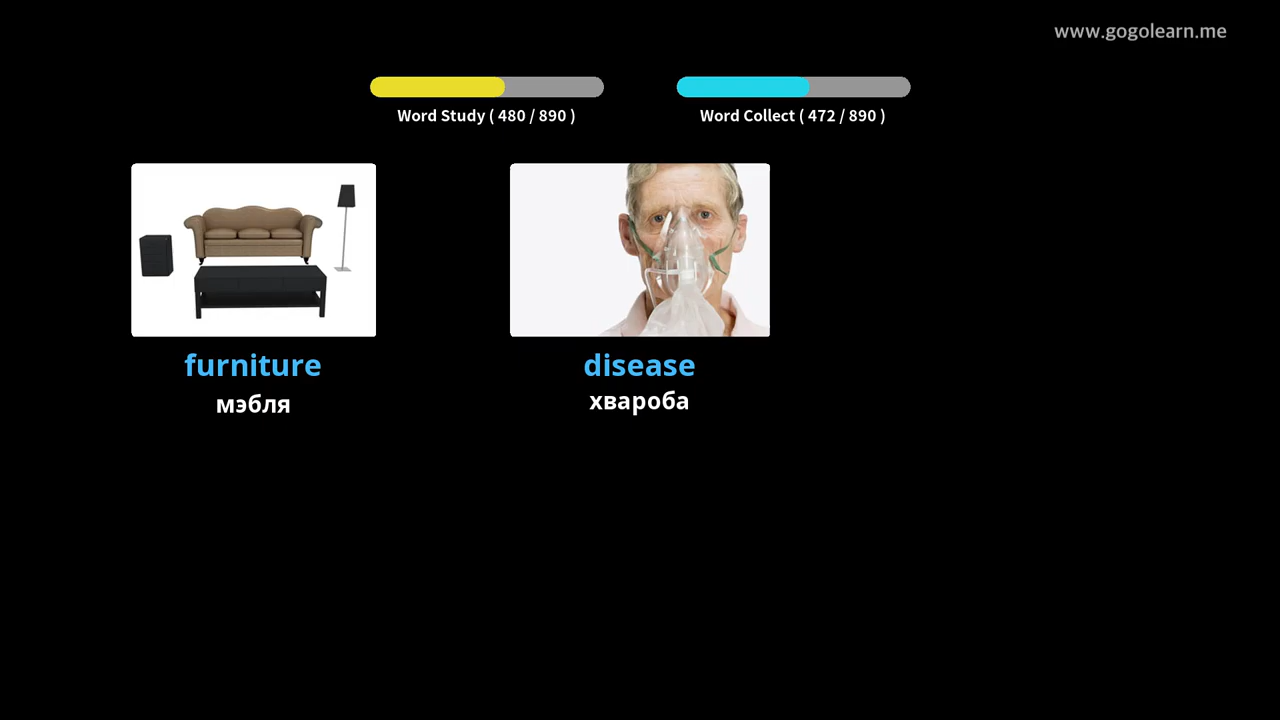 www.gogolearn.me
Word Study ( 480 / 890 )
Word Collect ( 472 / 890 )
furniture
мэбля
disease
хвароба